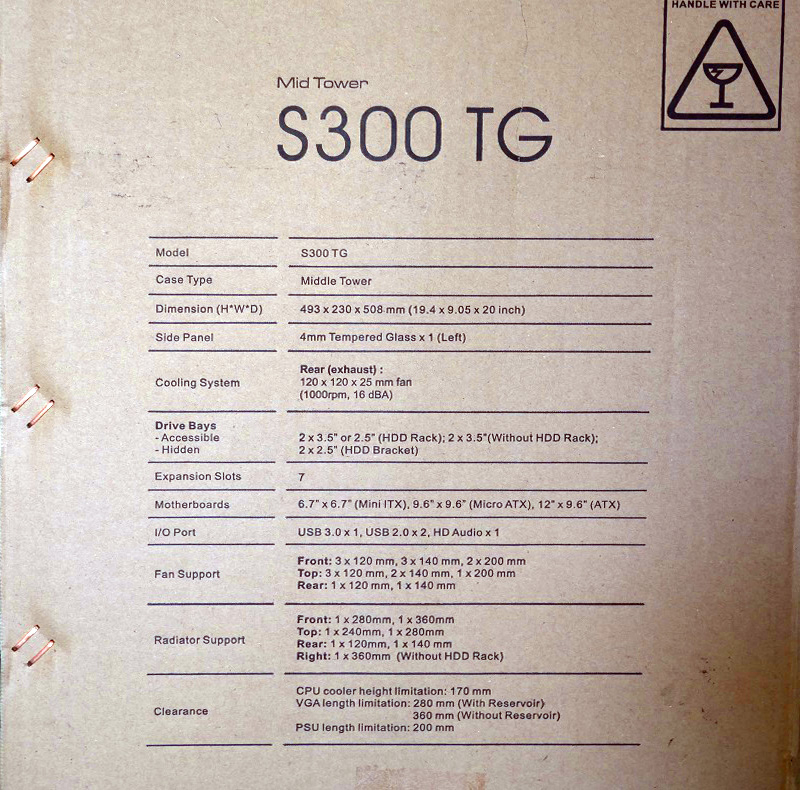 HANDLE WITH CARE
Mid Tower
S300 TG
Model S300 TG
Case Type Middle Tower
Dimension (H*W*D) 493 x 230 x 508 mm (19.4 x 9.05 x 20 inch)
Side Panel 4mm Tempered Glass x 1 (Left)
Rear (exhaust) :
Cooling System 120 x 120 x 25 mm fan
(1000rpm, 16 dBA)
Drive Bays
- Accessible 2 x 3.5" or 2.5" (HDD Rack); 2 x 3.5"(Without HDD Rack);
- Hidden 2 x 2.5" (HDD Bracket)
Expansion Slots 7
Motherboards 6.7" x 6.7" (Mini ITX), 9.6" x 9.6" (Micro ATX), 12" x 9.6" (ATX)
I/O Port USB 3.0 x 1, USB 2.0 x 2, HD Audio x 1
Front: 3 x 120 mm, 3 x 140 mm, 2 x 200 mm
Fan Support Top: 3 x 120 mm, 2 x 140 mm, 1 x 200 mm
Rear: 1 x 120 mm, 1 x 140 mm
Front: 1 x 280mm, 1 x 360mm
Top: 1 x 240mm, 1 x 280mm
Radiator Support Rear: 1 x 120mm, 1 x 140 mm
Right: 1 x 360mm (Without HDD Rack)
CPU cooler height limitation: 170 mm
Clearance VGA length limitation: 280 mm (With Reservoir)
360 mm (Without Reservoir)
PSU length limitation: 200 mm